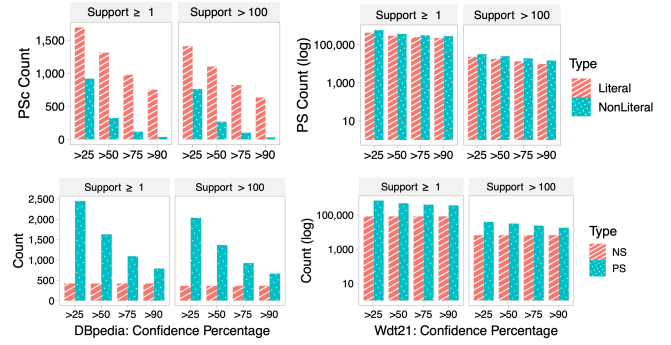 Support ≥ 1
Support > 100
PSc Count
1,500
1,000
500
0
>25 >50 >75 >90
>25 >50 >75 >90
Support ≥ 1
Support > 100
PS Count (log)
100,000
1,000
10
>25 >50 >75 >90
>25 >50 >75 >90
Type
Literal
NonLiteral
Support ≥ 1
Support > 100
Count
2,500
2,000
1,500
1,000
500
0
>25 >50 >75 >90
>25 >50 >75 >90
DBpedia: Confidence Percentage
Support ≥ 1
Support > 100
Count (log)
100,000
1,000
10
>25 >50 >75 >90
>25 >50 >75 >90
Wdt21: Confidence Percentage
Type
NS
PS